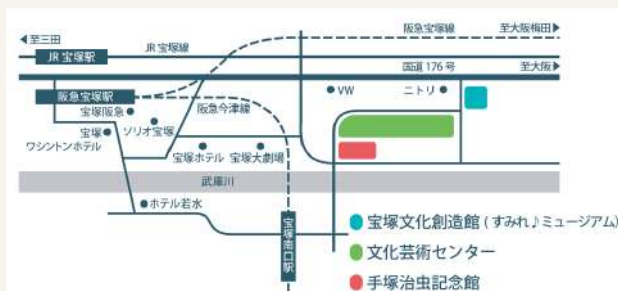 阪急宝塚線
至大阪梅田▶
◀至三田
JR 宝塚駅
JR 宝塚線
国道 176 号
至大阪▶
阪急宝塚駅
宝塚阪急
阪急今津線
VW
ニトリ
ソリオ宝塚
宝塚
ワシントンホテル
宝塚ホテル
宝塚大劇場
武庫川
ホテル若水
宝塚南口駅
宝塚文化創造館 (すみれ♪ミュージアム)
文化芸術センター
手塚治虫記念館